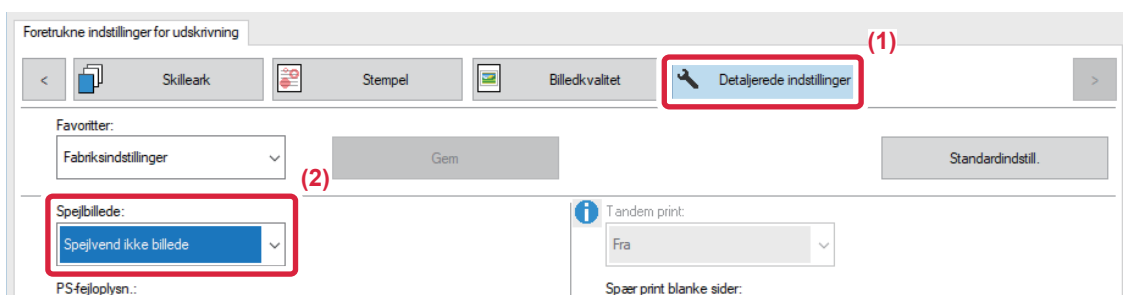 Foretrukne indstillinger for udskrivning
(1)
< Skilleark Stempel Billedkvalitet Detaljerede indstillinger >
Favoritter:
Fabriksindstillinger Gem Standardindstill.
(2)
Spejlbillede: Tandem print:
Spejlvend ikke billede Fra
PS-fejloplysn.: Spær print blanke sider: